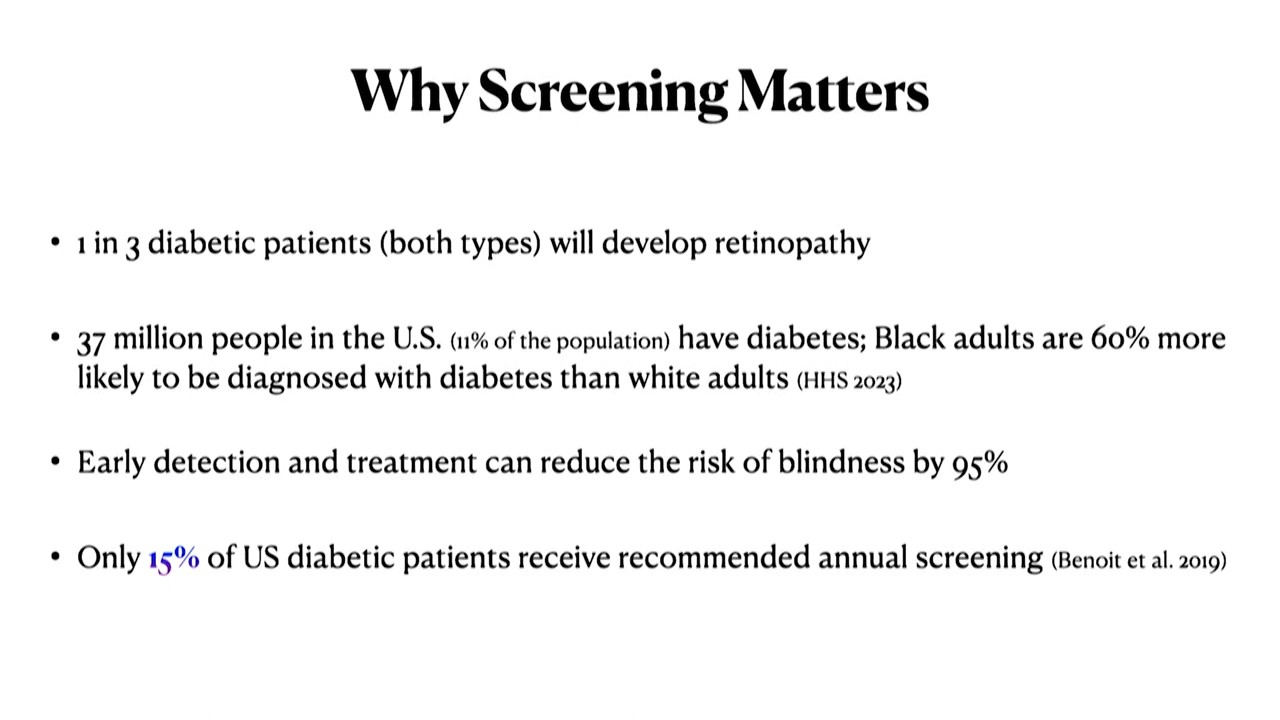 Why Screening Matters
• 1 in 3 diabetic patients (both types) will develop retinopathy
• 37 million people in the U.S. (11% of the population) have diabetes; Black adults are 60% more
likely to be diagnosed with diabetes than white adults (HHS 2023)
• Early detection and treatment can reduce the risk of blindness by 95%
• Only 15% of US diabetic patients receive recommended annual screening (Benoit et al. 2019)